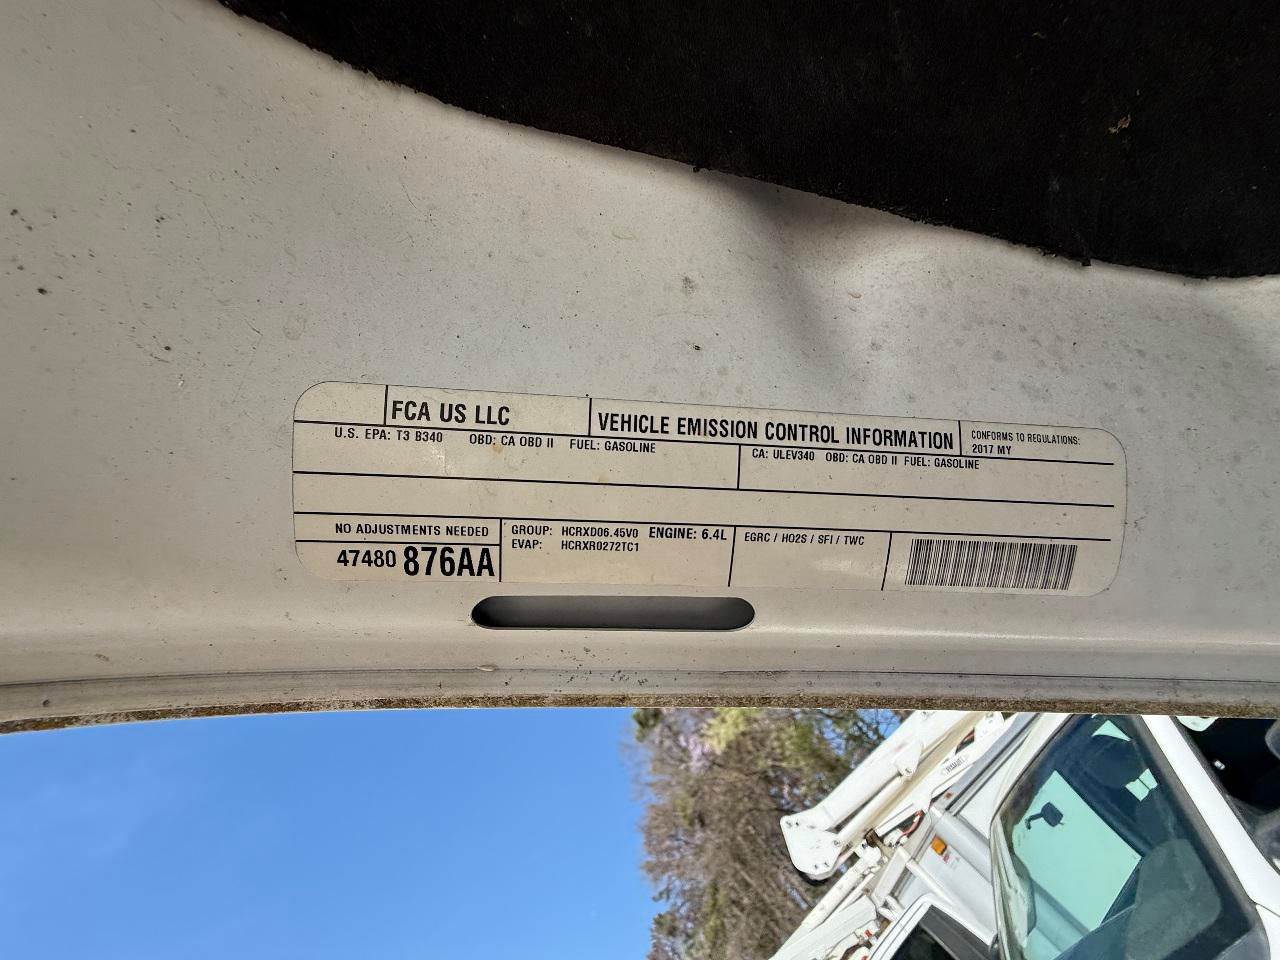 FCA US LLC
VEHICLE EMISSION CONTROL INFORMATION
CONFORMS TO REGULATIONS:
2017 MY
U.S. EPA: T3 B340 OBD: CA OBD II FUEL: GASOLINE
CA: ULEV340 OBD: CA OBD II FUEL: GASOLINE
NO ADJUSTMENTS NEEDED
47480 876AA
GROUP: HCRXD06.45V0 ENGINE: 6.4L
EVAP: HCRXR0272TC1
EGRC / HO2S / SFI / TWC